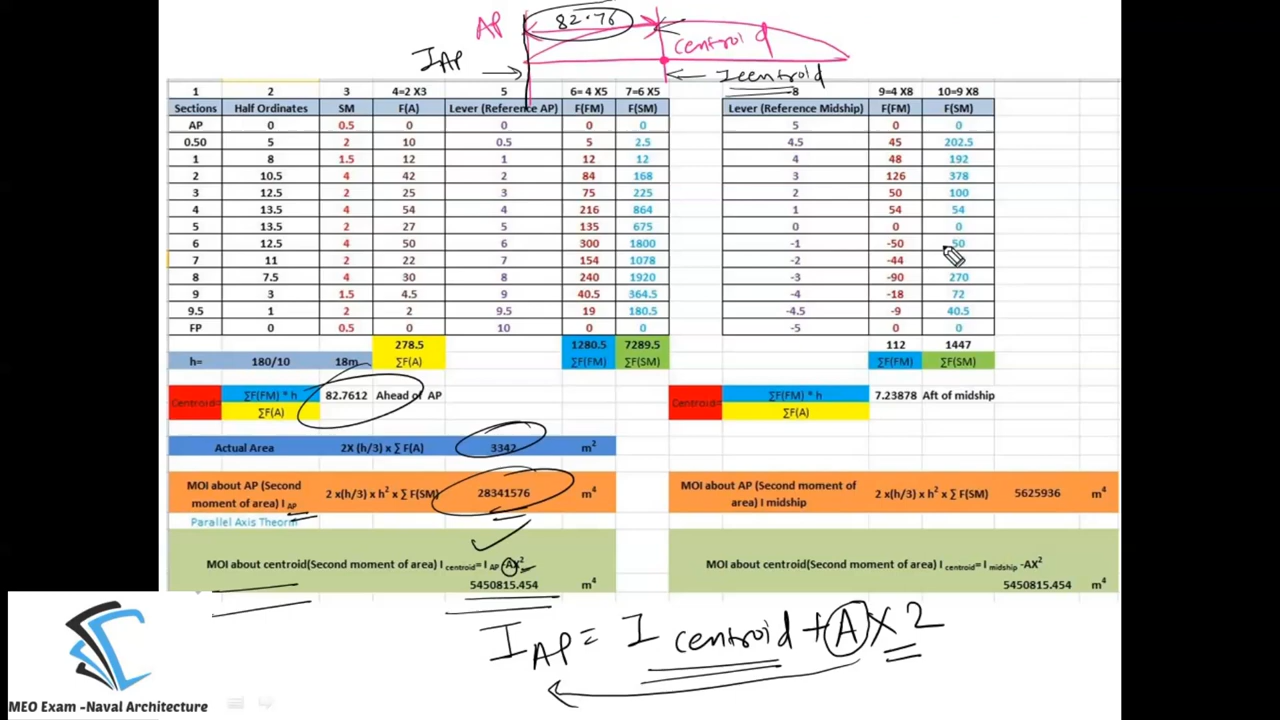 AP
82.76
centroid
I AP
I centroid
1 2 3 4=2 X3 5 6= 4 X5 7=6 X5 8 9=4 X8 10=9 X8
Sections Half Ordinates SM F(A) Lever (Reference AP) F(FM) F(SM) Lever (Reference Midship) F(FM) F(SM)
AP 0 0.5 0 0 0 0 5 0 0
0.50 5 2 10 0.5 5 2.5 4.5 45 202.5
1 8 1.5 12 1 12 12 4 48 192
2 10.5 4 42 2 84 168 3 126 378
3 12.5 2 25 3 75 225 2 50 100
4 13.5 4 54 4 216 864 1 54 54
5 13.5 2 27 5 135 675 0 0 0
6 12.5 4 50 6 300 1800 -1 -50 50
7 11 2 22 7 154 1078 -2 -44
8 7.5 4 30 8 240 1920 -3 -90 270
9 3 1.5 4.5 9 40.5 364.5 -4 -18 72
9.5 1 2 2 9.5 19 180.5 -4.5 -9 40.5
FP 0 0.5 0 10 0 0 -5 0 0
278.5 1280.5 7289.5 112 1447
h= 180/10 18m ∑F(A) ∑F(FM) ∑F(SM) ∑F(FM) ∑F(SM)
Centroid= ∑F(FM) * h 82.7612 Ahead of AP Centroid= ∑F(FM) * h 7.23878 Aft of midship
∑F(A) ∑F(A)
Actual Area 2X (h/3) x ∑ F(A) 3342 m²
MOI about AP (Second moment of area) I AP 2 x(h/3) x h² x ∑ F(SM) 28341576 m⁴ MOI about AP (Second moment of area) I midship 2 x(h/3) x h² x ∑ F(SM) 5625936 m⁴
Parallel Axis Theorm
MOI about centroid(Second moment of area) I centroid= I AP -AX² MOI about centroid(Second moment of area) I centroid= I midship -AX²
5450815.454 m⁴ 5450815.454 m⁴
I AP = I centroid + A X 2
MEO Exam -Naval Architecture